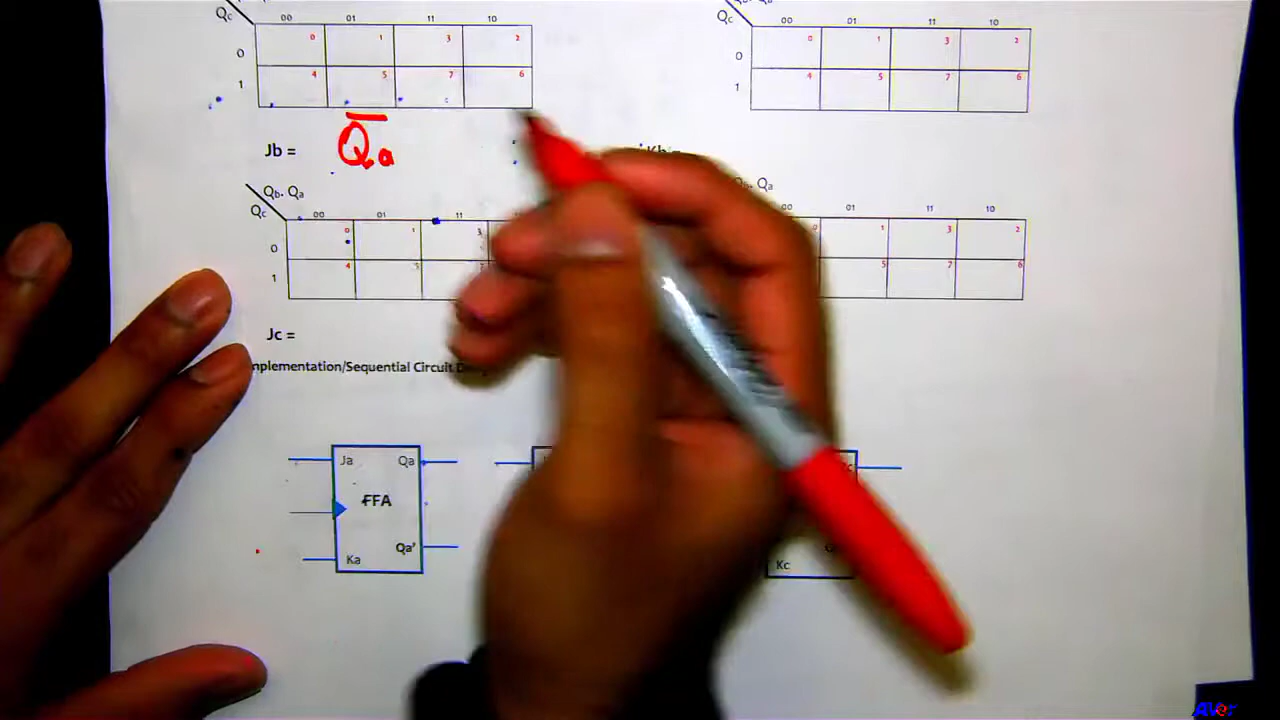 Qc 00 01 11 10
0 0 1 3 2
1 4 5 7 6
Jb = Q̅a
Qc 00 01 11 10
0 0 1 3 2
1 4 5 7 6
Qb. Qa
Qc 00 01 11
0 0 1 3
1 4 5
Jc =
Qa
00 01 11 10
1 3 2
5 7 6
mplementation/Sequential Circuit
Ja Qa
FFA
Ka Qa'
Kc
AVer